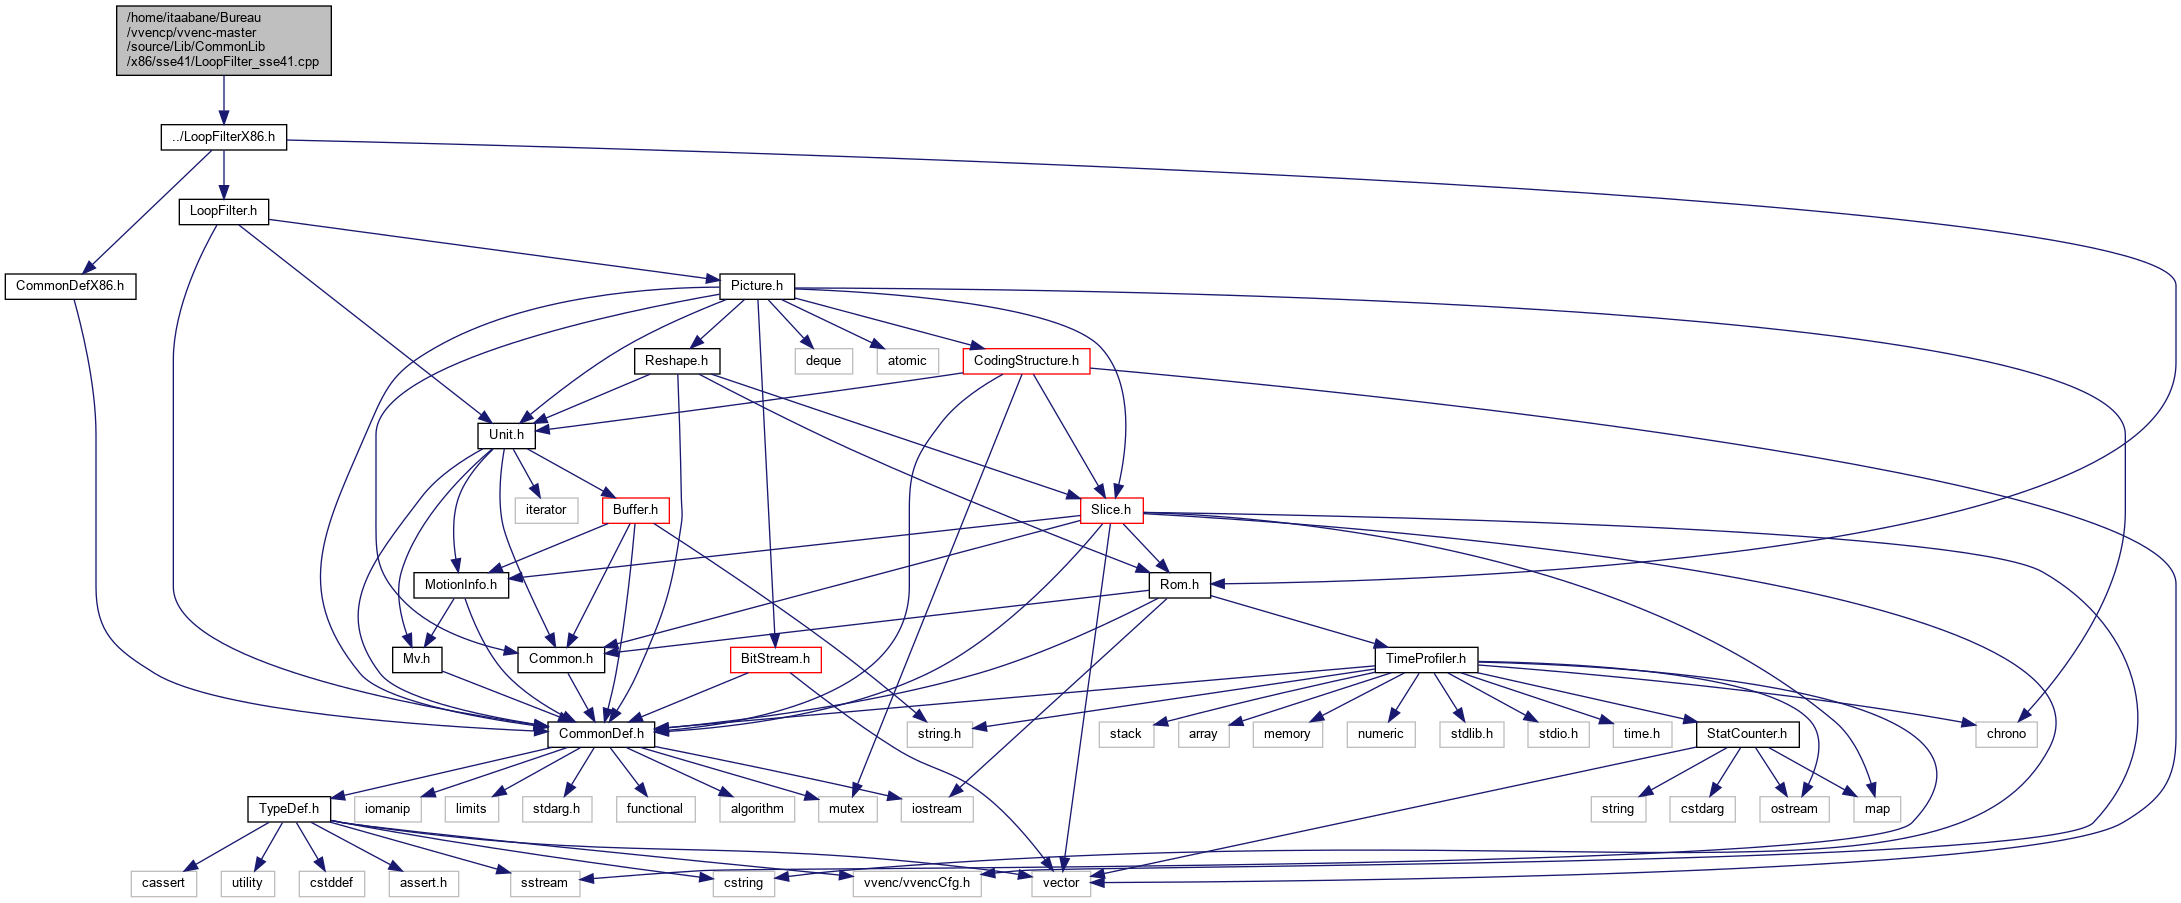 /home/itaabane/Bureau
/vvencp/vvenc-master
/source/Lib/CommonLib
/x86/sse41/LoopFilter_sse41.cpp
../LoopFilterX86.h
LoopFilter.h
CommonDefX86.h
Picture.h
Reshape.h
deque
atomic
CodingStructure.h
Unit.h
iterator
Buffer.h
Slice.h
MotionInfo.h
Rom.h
Mv.h
Common.h
BitStream.h
TimeProfiler.h
CommonDef.h
string.h
stack
array
memory
numeric
stdlib.h
stdio.h
time.h
StatCounter.h
chrono
TypeDef.h
iomanip
limits
stdarg.h
functional
algorithm
mutex
iostream
string
cstdarg
ostream
map
cassert
utility
cstddef
assert.h
sstream
cstring
vvenc/vvencCfg.h
vector